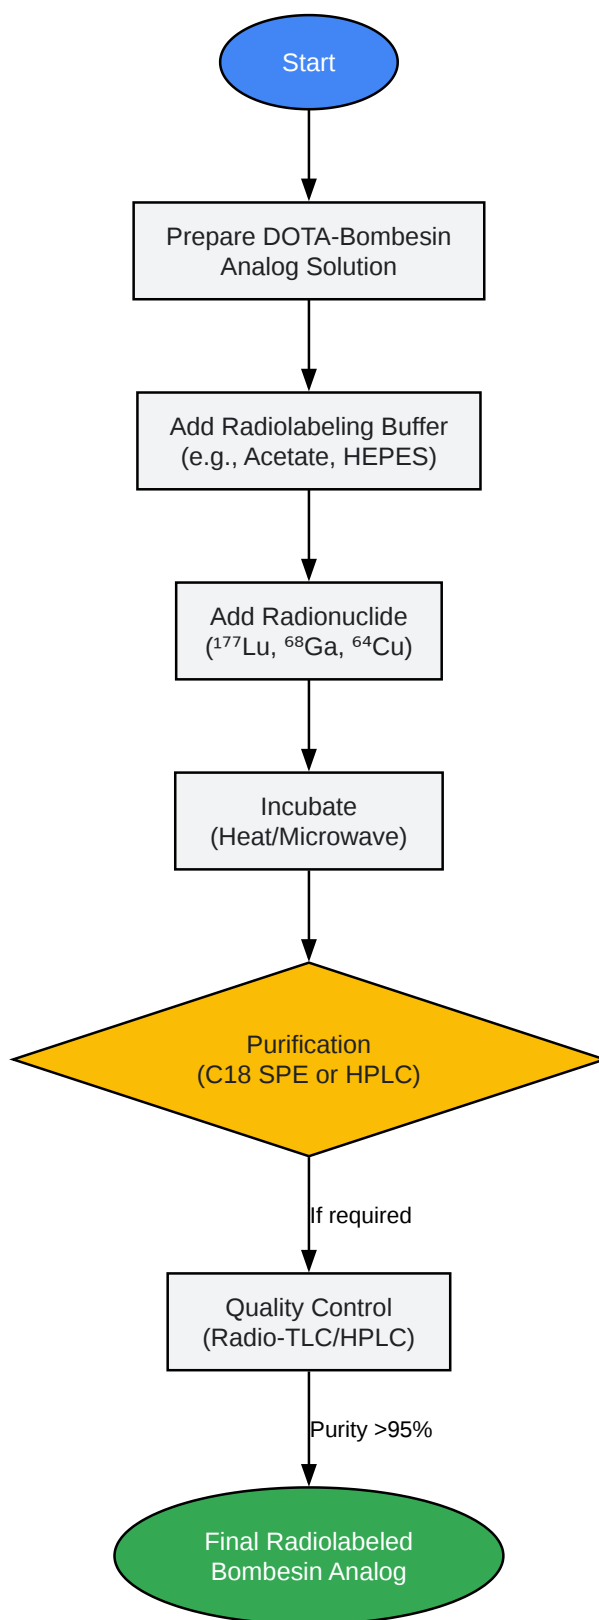 Start
Prepare DOTA-Bombesin
Analog Solution
Add Radiolabeling Buffer
(e.g., Acetate, HEPES)
Add Radionuclide
(¹⁷⁷Lu, ⁶⁸Ga, ⁶⁴Cu)
Incubate
(Heat/Microwave)
Purification
(C18 SPE or HPLC)
If required
Quality Control
(Radio-TLC/HPLC)
Purity >95%
Final Radiolabeled
Bombesin Analog